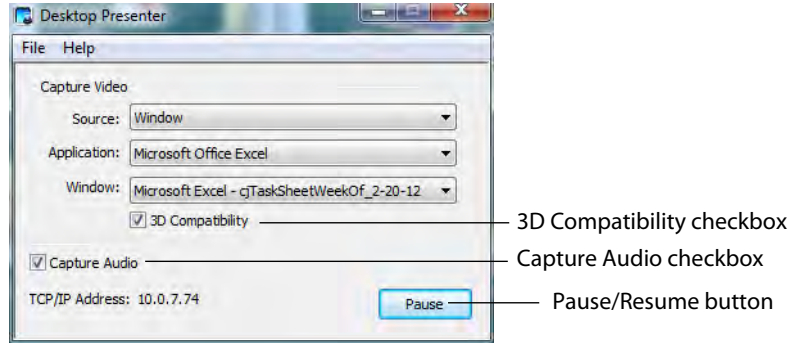 Desktop Presenter
File Help
Capture Video
Source: Window
Application: Microsoft Office Excel
Window: Microsoft Excel - cjTaskSheetWeekOf_2-20-12
3D Compatibility 3D Compatibility checkbox
Capture Audio Capture Audio checkbox
TCP/IP Address: 10.0.7.74 Pause Pause/Resume button